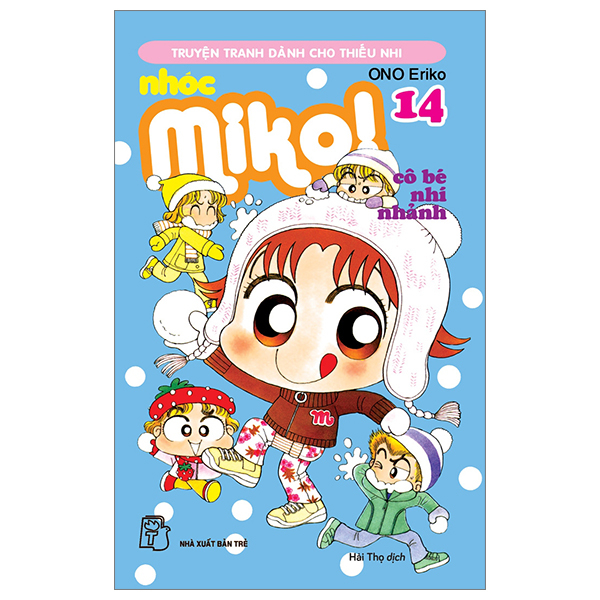 TRUYỆN TRANH DÀNH CHO THIẾU NHI
ONO Eriko
nhóc
miko!
14
cô bé
nhí
nhảnh
m
NHÀ XUẤT BẢN TRẺ
Hải Thọ dịch